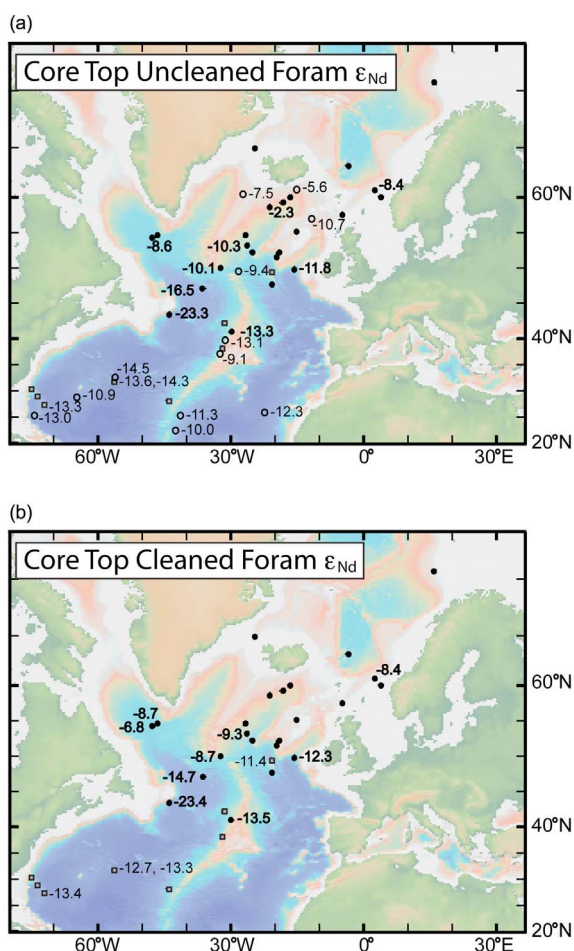 (a)
Core Top Uncleaned Foram εNd
-7.5
-5.6
-8.4
60°N
-2.3
-10.7
-8.6
-10.3
-10.1
-9.4
-11.8
-16.5
-23.3
-13.3
40°N
-13.1
-9.1
-14.5
-13.6, -14.3
-10.9
-13.3
-13.0
-11.3
-12.3
-10.0
20°N
60°W
30°W
0°
30°E
(b)
Core Top Cleaned Foram εNd
-8.4
60°N
-8.7
-6.8
-9.3
-8.7
-11.4
-12.3
-14.7
-23.4
-13.5
40°N
-12.7, -13.3
-13.4
20°N
60°W
30°W
0°
30°E